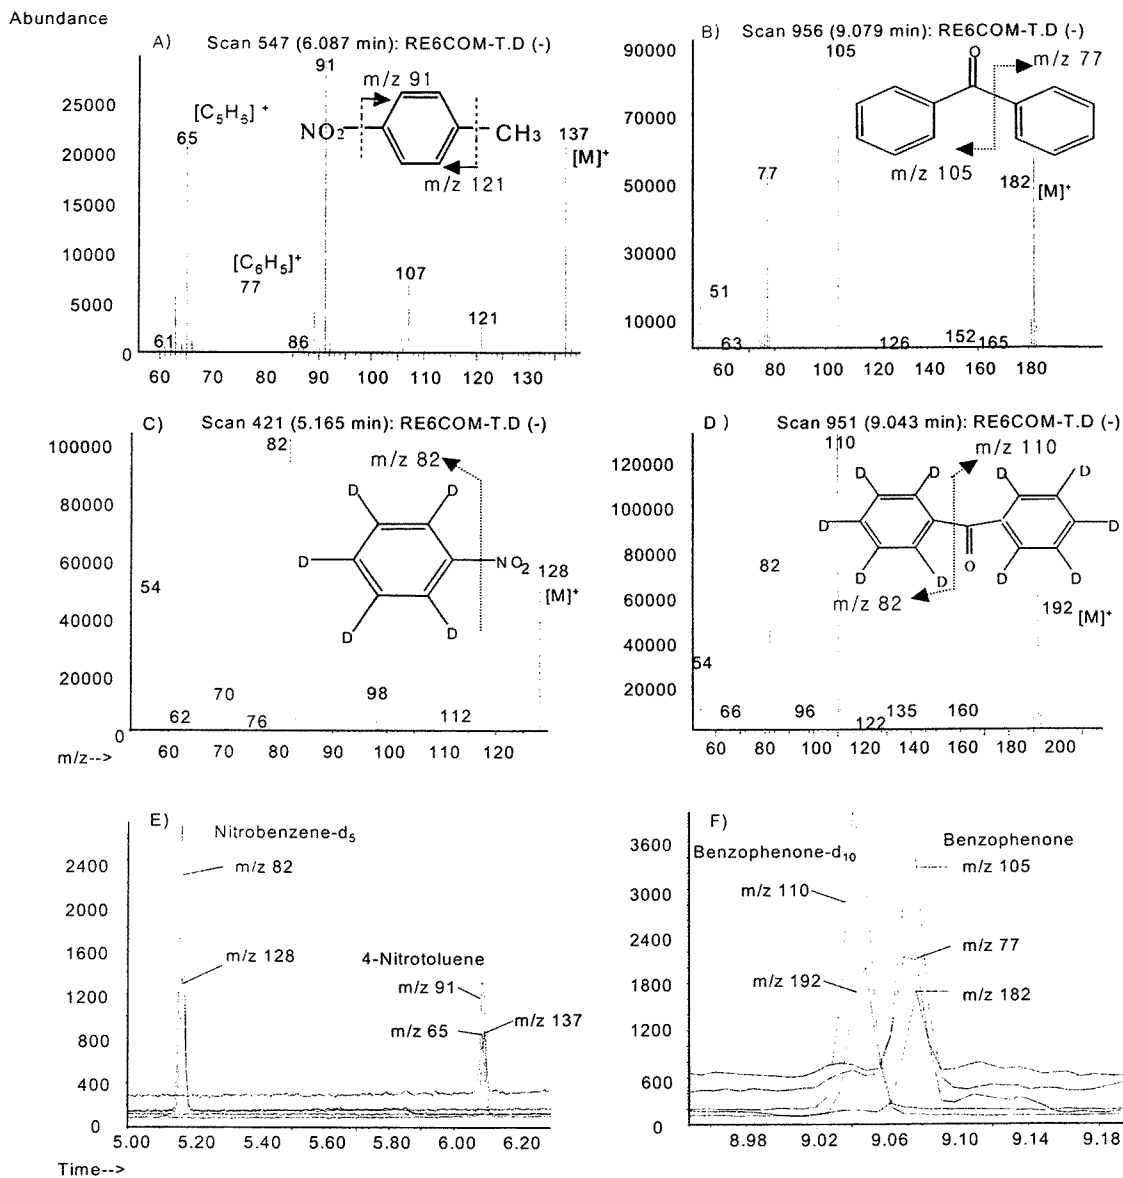 Abundance
A) Scan 547 (6.087 min): RE6COM-T.D (-)
91
m/z 91
25000
[C5H5] +
NO2
CH3
65
137
20000
[M]+
m/z 121
15000
10000
[C6H5]+
77
107
5000
121
61
86
0
60 70 80 90 100 110 120 130
B) Scan 956 (9.079 min): RE6COM-T.D (-)
90000
105
O
m/z 77
70000
77
m/z 105
182
[M]+
50000
30000
51
10000
63
126
152
165
60 80 100 120 140 160 180
C) Scan 421 (5.165 min): RE6COM-T.D (-)
100000
82
m/z 82
D
D
80000
D
NO2
60000
128
54
[M]+
40000
D
D
20000
70
98
62
76
112
0
m/z--> 60 70 80 90 100 110 120
D) Scan 951 (9.043 min): RE6COM-T.D (-)
110
m/z 110
120000
D D D D
100000
D D
80000
82
D D O D D
m/z 82
60000
192
[M]+
40000
54
20000
66
96
122
135
160
60 80 100 110 140 160 180 200
E)
Nitrobenzene-d5
2400
m/z 82
2000
1600
m/z 128
4-Nitrotoluene
m/z 91
1200
m/z 65
m/z 137
800
400
0
5.00 5.20 5.40 5.60 5.80 6.00 6.20
Time-->
F)
3600
Benzophenone-d10
Benzophenone
m/z 105
3000
m/z 110
2400
m/z 77
m/z 192
1800
m/z 182
1200
600
0
8.98 9.02 9.06 9.10 9.14 9.18